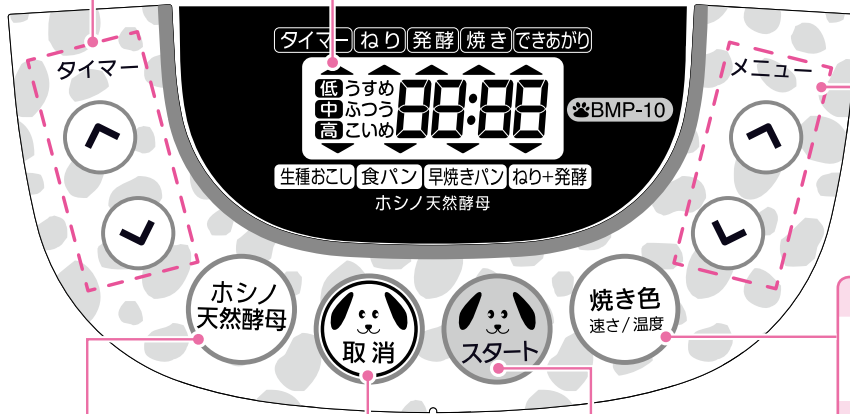 タイマー ねり 発酵 焼き できあがり
タイマー
メニュー
低 うすめ
中 ふつう
高 こいめ
88:88
BMP-10
生種おこし 食パン 早焼きパン ねり+発酵
ホシノ天然酵母
ホシノ
天然酵母
取消
スタート
焼き色
速さ/温度